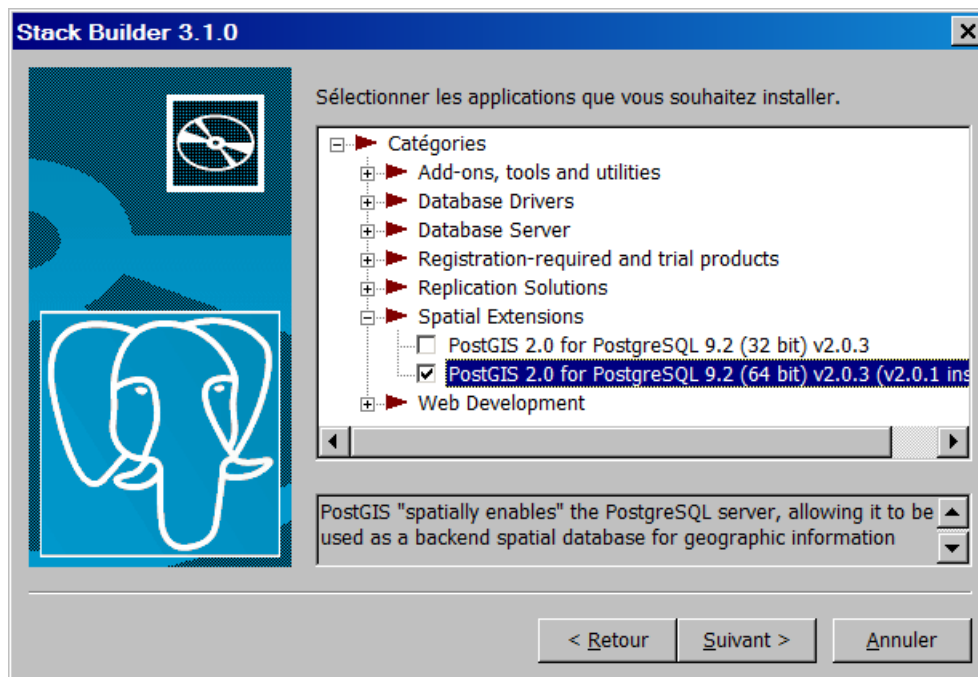 Stack Builder 3.1.0
Sélectionner les applications que vous souhaitez installer.
Catégories
Add-ons, tools and utilities
Database Drivers
Database Server
Registration-required and trial products
Replication Solutions
Spatial Extensions
PostGIS 2.0 for PostgreSQL 9.2 (32 bit) v2.0.3
PostGIS 2.0 for PostgreSQL 9.2 (64 bit) v2.0.3 (v2.0.1 ins
Web Development
PostGIS "spatially enables" the PostgreSQL server, allowing it to be
used as a backend spatial database for geographic information
< Retour
Suivant >
Annuler